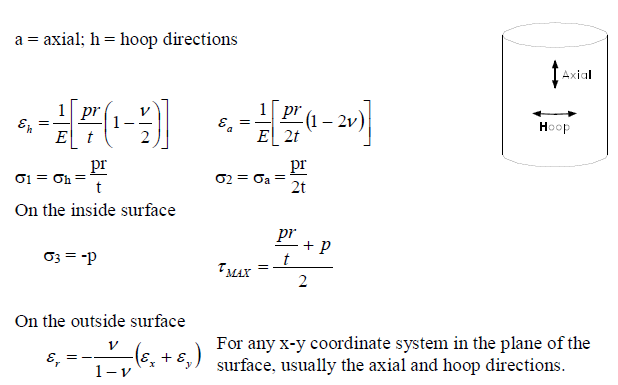 a = axial; h = hoop directions
Axial
Hoop
ε_h = 1/E [ pr/t ( 1 − ν/2 ) ]   ε_a = 1/E [ pr/2t (1 − 2ν) ]
σ1 = σh = pr/t   σ2 = σa = pr/2t
On the inside surface
σ3 = -p   τ_MAX = (pr/t + p)/2
On the outside surface
ε_r = − ν/(1−ν) (ε_x + ε_y)   For any x-y coordinate system in the plane of the
surface, usually the axial and hoop directions.